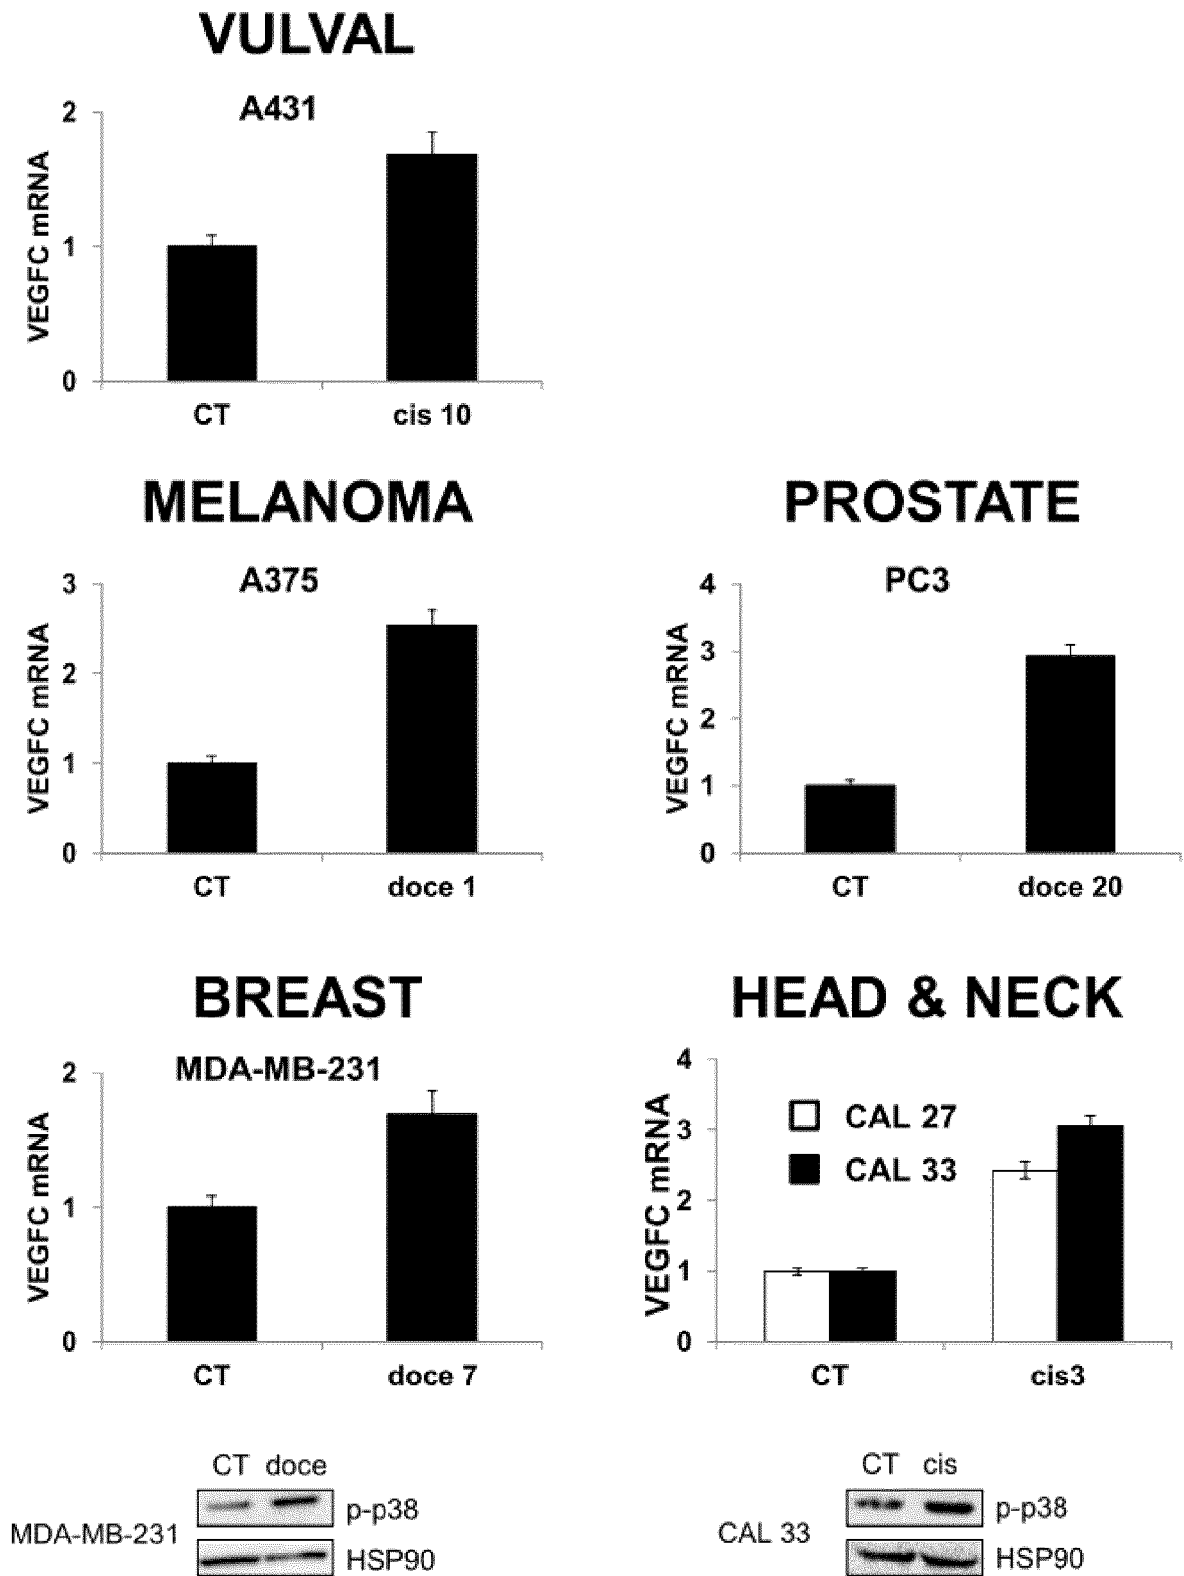 VULVAL
A431
VEGFC mRNA
2
1
0
CT cis 10
MELANOMA
A375
VEGFC mRNA
3
2
1
0
CT doce 1
PROSTATE
PC3
VEGFC mRNA
4
3
2
1
0
CT doce 20
BREAST
MDA-MB-231
VEGFC mRNA
2
1
0
CT doce 7
HEAD & NECK
VEGFC mRNA
4
3
2
1
0
CAL 27
CAL 33
CT cis3
CT doce
p-p38
MDA-MB-231
HSP90
CT cis
p-p38
CAL 33
HSP90